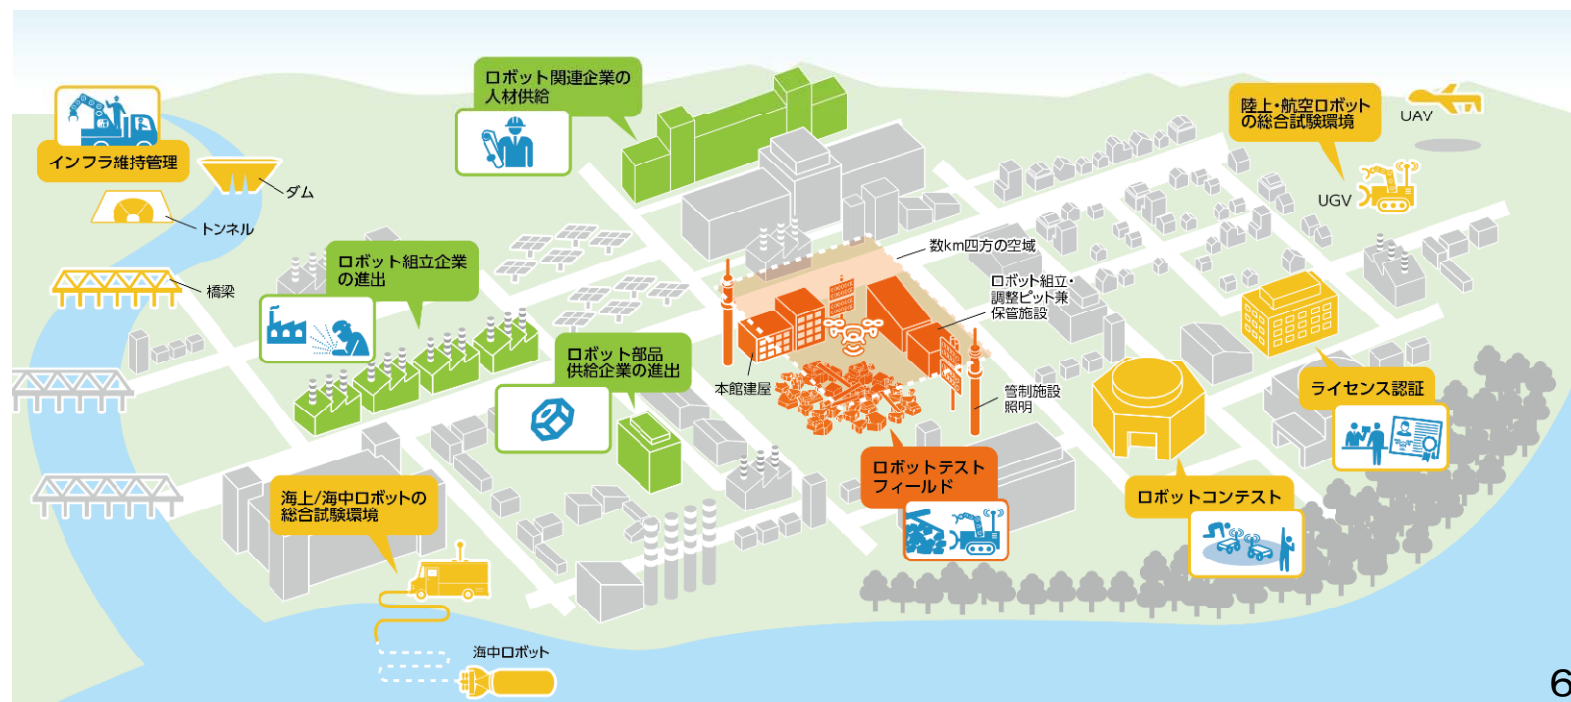 ロボット関連企業の
人材供給
陸上・航空ロボット
の総合試験環境
UAV
UGV
インフラ維持管理
ダム
トンネル
橋梁
ロボット組立企業
の進出
数km四方の空域
ロボット組立・
調整ピット兼
保管施設
ロボット部品
供給企業の進出
本館建屋
管制施設
照明
ライセンス認証
ロボットテスト
フィールド
ロボットコンテスト
海上/海中ロボットの
総合試験環境
海中ロボット
6